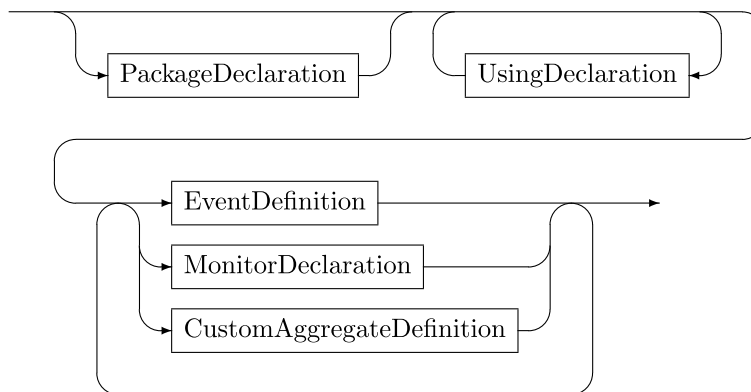 PackageDeclaration UsingDeclaration
EventDefinition
MonitorDeclaration
CustomAggregateDefinition